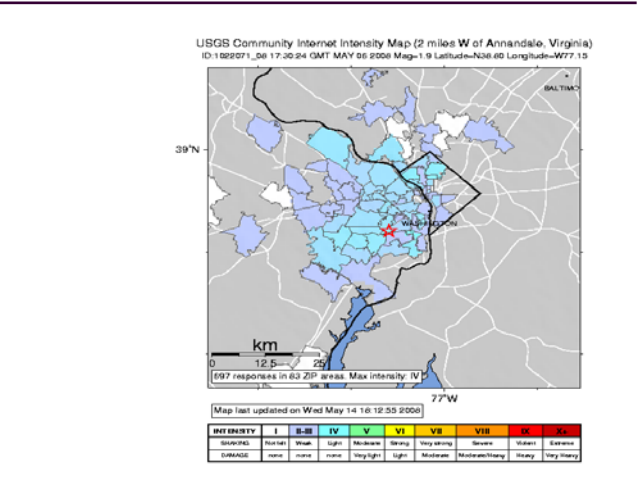 USGS Community Internet Intensity Map (2 miles W of Annandale, Virginia)
ID:1022071_08 17:30:24 GMT MAY 06 2008 Mag=1.9 Latitude=N38.80 Longitude=W77.15
BALTIMO
39°N
WASHINGTON
km
0 12.5 25
697 responses in 63 ZIP areas. Max intensity: IV
77°W
Map last updated on Wed May 14 18:12:55 2008
INTENSITY I II-III IV V VI VII VIII IX X+
SHAKING Not felt Weak Light Moderate Strong Very strong Severe Violent Extreme
DAMAGE none none none Very light Light Moderate Moderate/Heavy Heavy Very Heavy